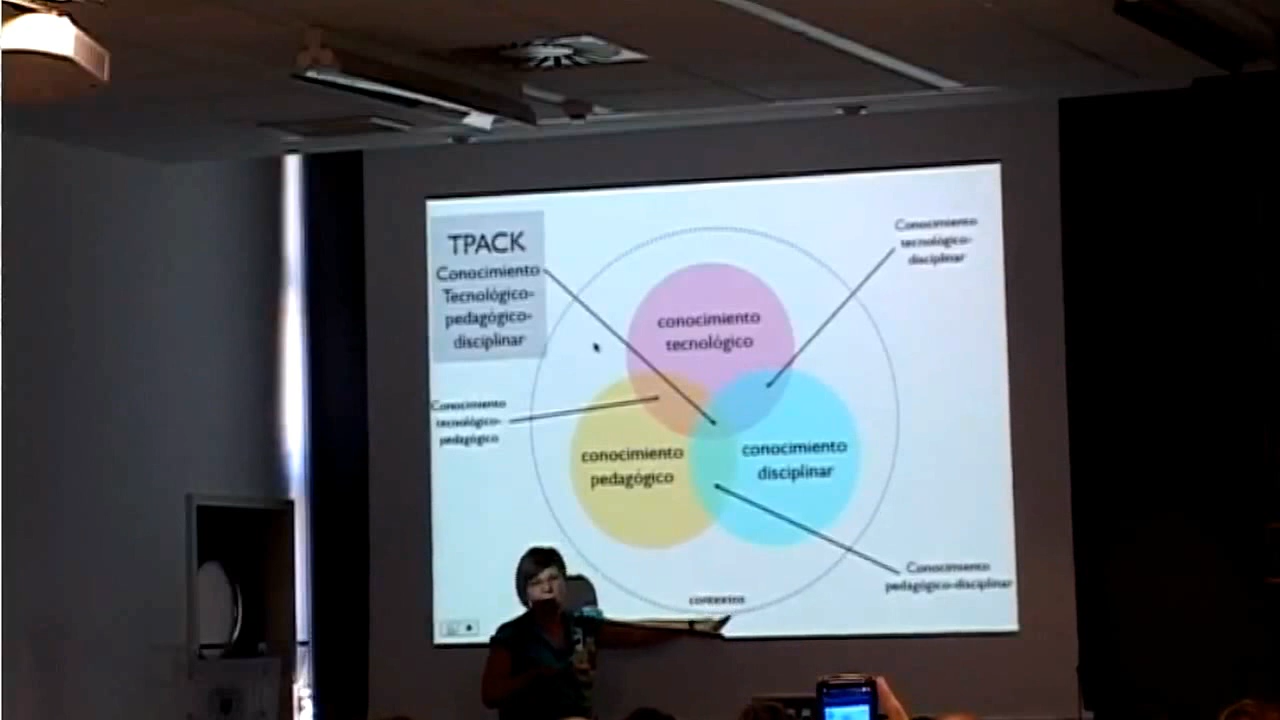 TPACK
Conocimiento
Tecnológico-
pedagógico-
disciplinar
Conocimiento
tecnológico-
disciplinar
conocimiento
tecnológico
Conocimiento
tecnológico-
pedagógico
conocimiento
pedagógico
conocimiento
disciplinar
Conocimiento
pedagógico-disciplinar
contextos